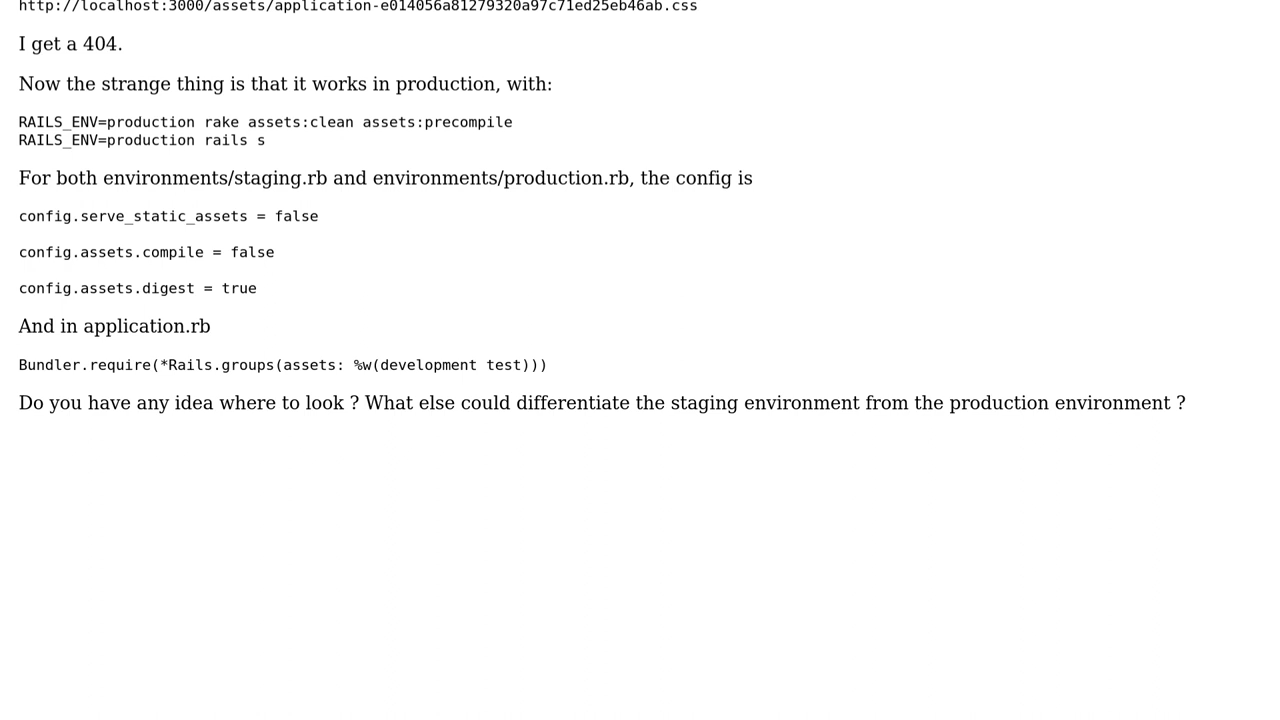 http://localhost:3000/assets/application-e014056a81279320a97c71ed25eb46ab.css
I get a 404.
Now the strange thing is that it works in production, with:
RAILS_ENV=production rake assets:clean assets:precompile
RAILS_ENV=production rails s
For both environments/staging.rb and environments/production.rb, the config is
config.serve_static_assets = false
config.assets.compile = false
config.assets.digest = true
And in application.rb
Bundler.require(*Rails.groups(assets: %w(development test)))
Do you have any idea where to look ? What else could differentiate the staging environment from the production environment ?